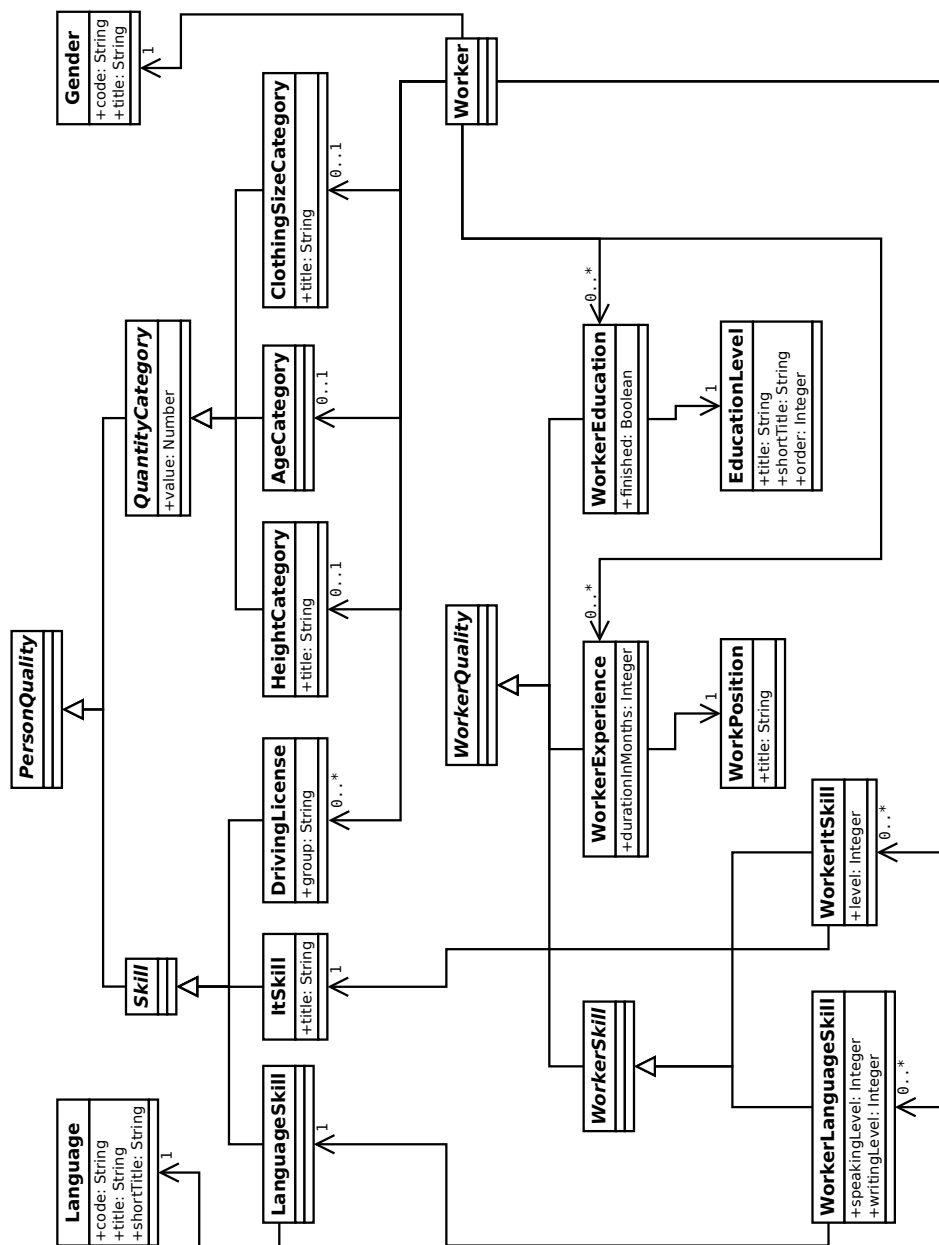 PersonQuality
Language
+code: String
+title: String
+shortTitle: String
1
Skill
QuantityCategory
+value: Number
Gender
+code: String
+title: String
1
LanguageSkill
1
ItSkill
+title: String
1
DrivingLicense
+group: String
0..*
HeightCategory
+title: String
0..1
AgeCategory
0..1
ClothingSizeCategory
+title: String
0..1
WorkerQuality
Worker
WorkerSkill
WorkerExperience
+durationInMonths: Integer
0..*
WorkerEducation
+finished: Boolean
0..*
WorkPosition
+title: String
1
EducationLevel
+title: String
+shortTitle: String
+order: Integer
1
WorkerLanguageSkill
+speakingLevel: Integer
+writingLevel: Integer
0..*
WorkerItSkill
+level: Integer
0..*